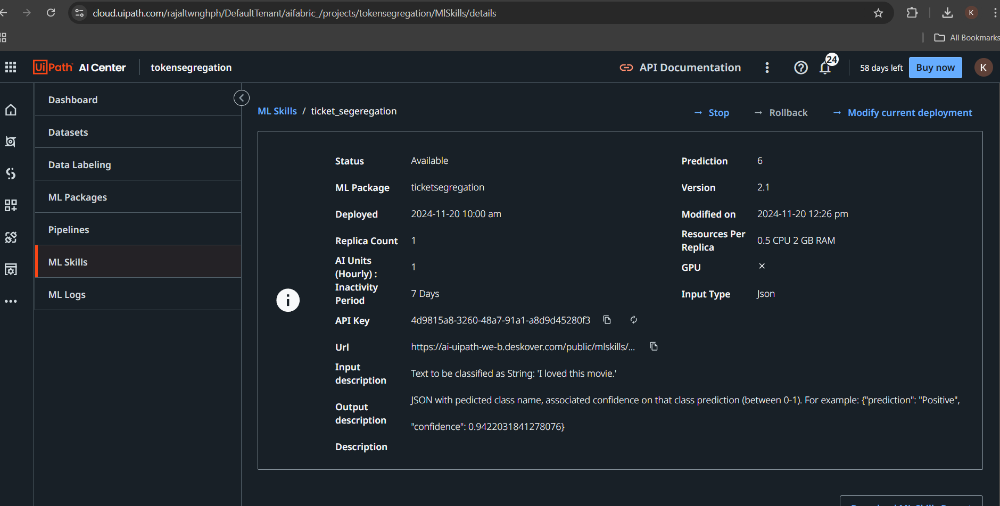 cloud.uipath.com/rajaltwnghph/DefaultTenant/aifabric_/projects/tokensegregation/MlSkills/details
K
All Bookmarks
UiPath AI Center
tokensegregation
API Documentation
24
58 days left
Buy now
K
Dashboard
Datasets
Data Labeling
ML Packages
Pipelines
ML Skills
ML Logs
ML Skills / ticket_segeregation
→ Stop
→ Rollback
→ Modify current deployment
Status Available
Prediction 6
ML Package ticketsegregation
Version 2.1
Deployed 2024-11-20 10:00 am
Modified on 2024-11-20 12:26 pm
Replica Count 1
Resources Per
Replica
0.5 CPU 2 GB RAM
AI Units
(Hourly) :
1
GPU ×
Inactivity
Period
7 Days
Input Type Json
API Key 4d9815a8-3260-48a7-91a1-a8d9d45280f3
Url https://ai-uipath-we-b.deskover.com/public/mlskills/...
Input
description
Text to be classified as String: 'I loved this movie.'
Output
description
JSON with pedicted class name, associated confidence on that class prediction (between 0-1). For example: {"prediction": "Positive",
"confidence": 0.9422031841278076}
Description